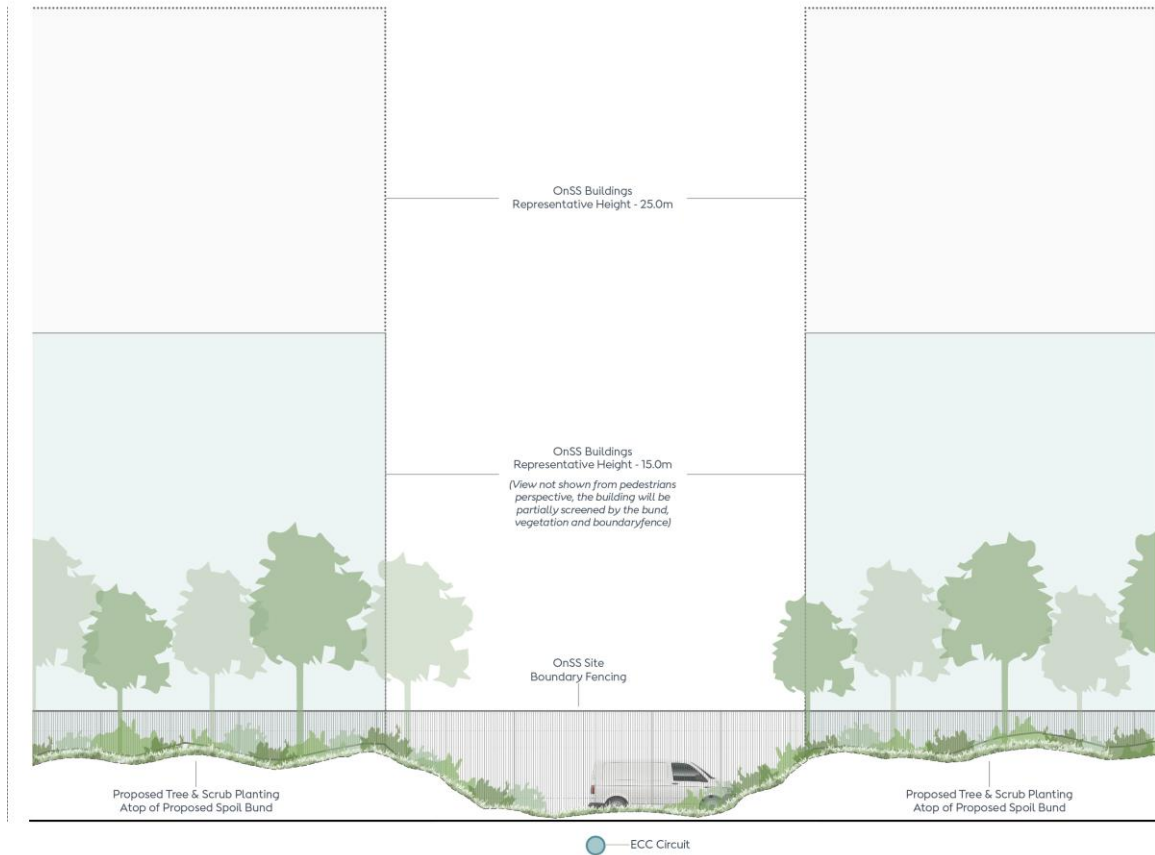 OnSS Buildings
Representative Height - 25.0m
OnSS Buildings
Representative Height - 15.0m
(View not shown from pedestrians
perspective, the building will be
partially screened by the bund,
vegetation and boundaryfence)
OnSS Site
Boundary Fencing
Proposed Tree & Scrub Planting
Atop of Proposed Spoil Bund
Proposed Tree & Scrub Planting
Atop of Proposed Spoil Bund
ECC Circuit